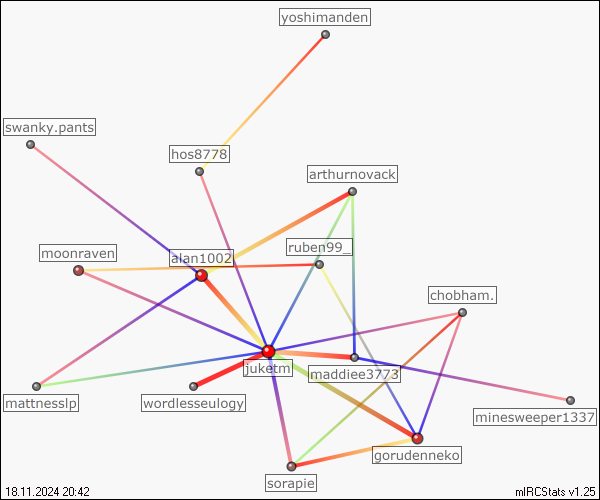 yoshimanden
swanky.pants
hos8778
arthurnovack
ruben99_
moonraven
alan1002
chobham.
juketm
maddiee3773
mattnesslp
wordlesseulogy
minesweeper1337
gorudenneko
sorapie
18.11.2024 20:42
mIRCStats v1.25